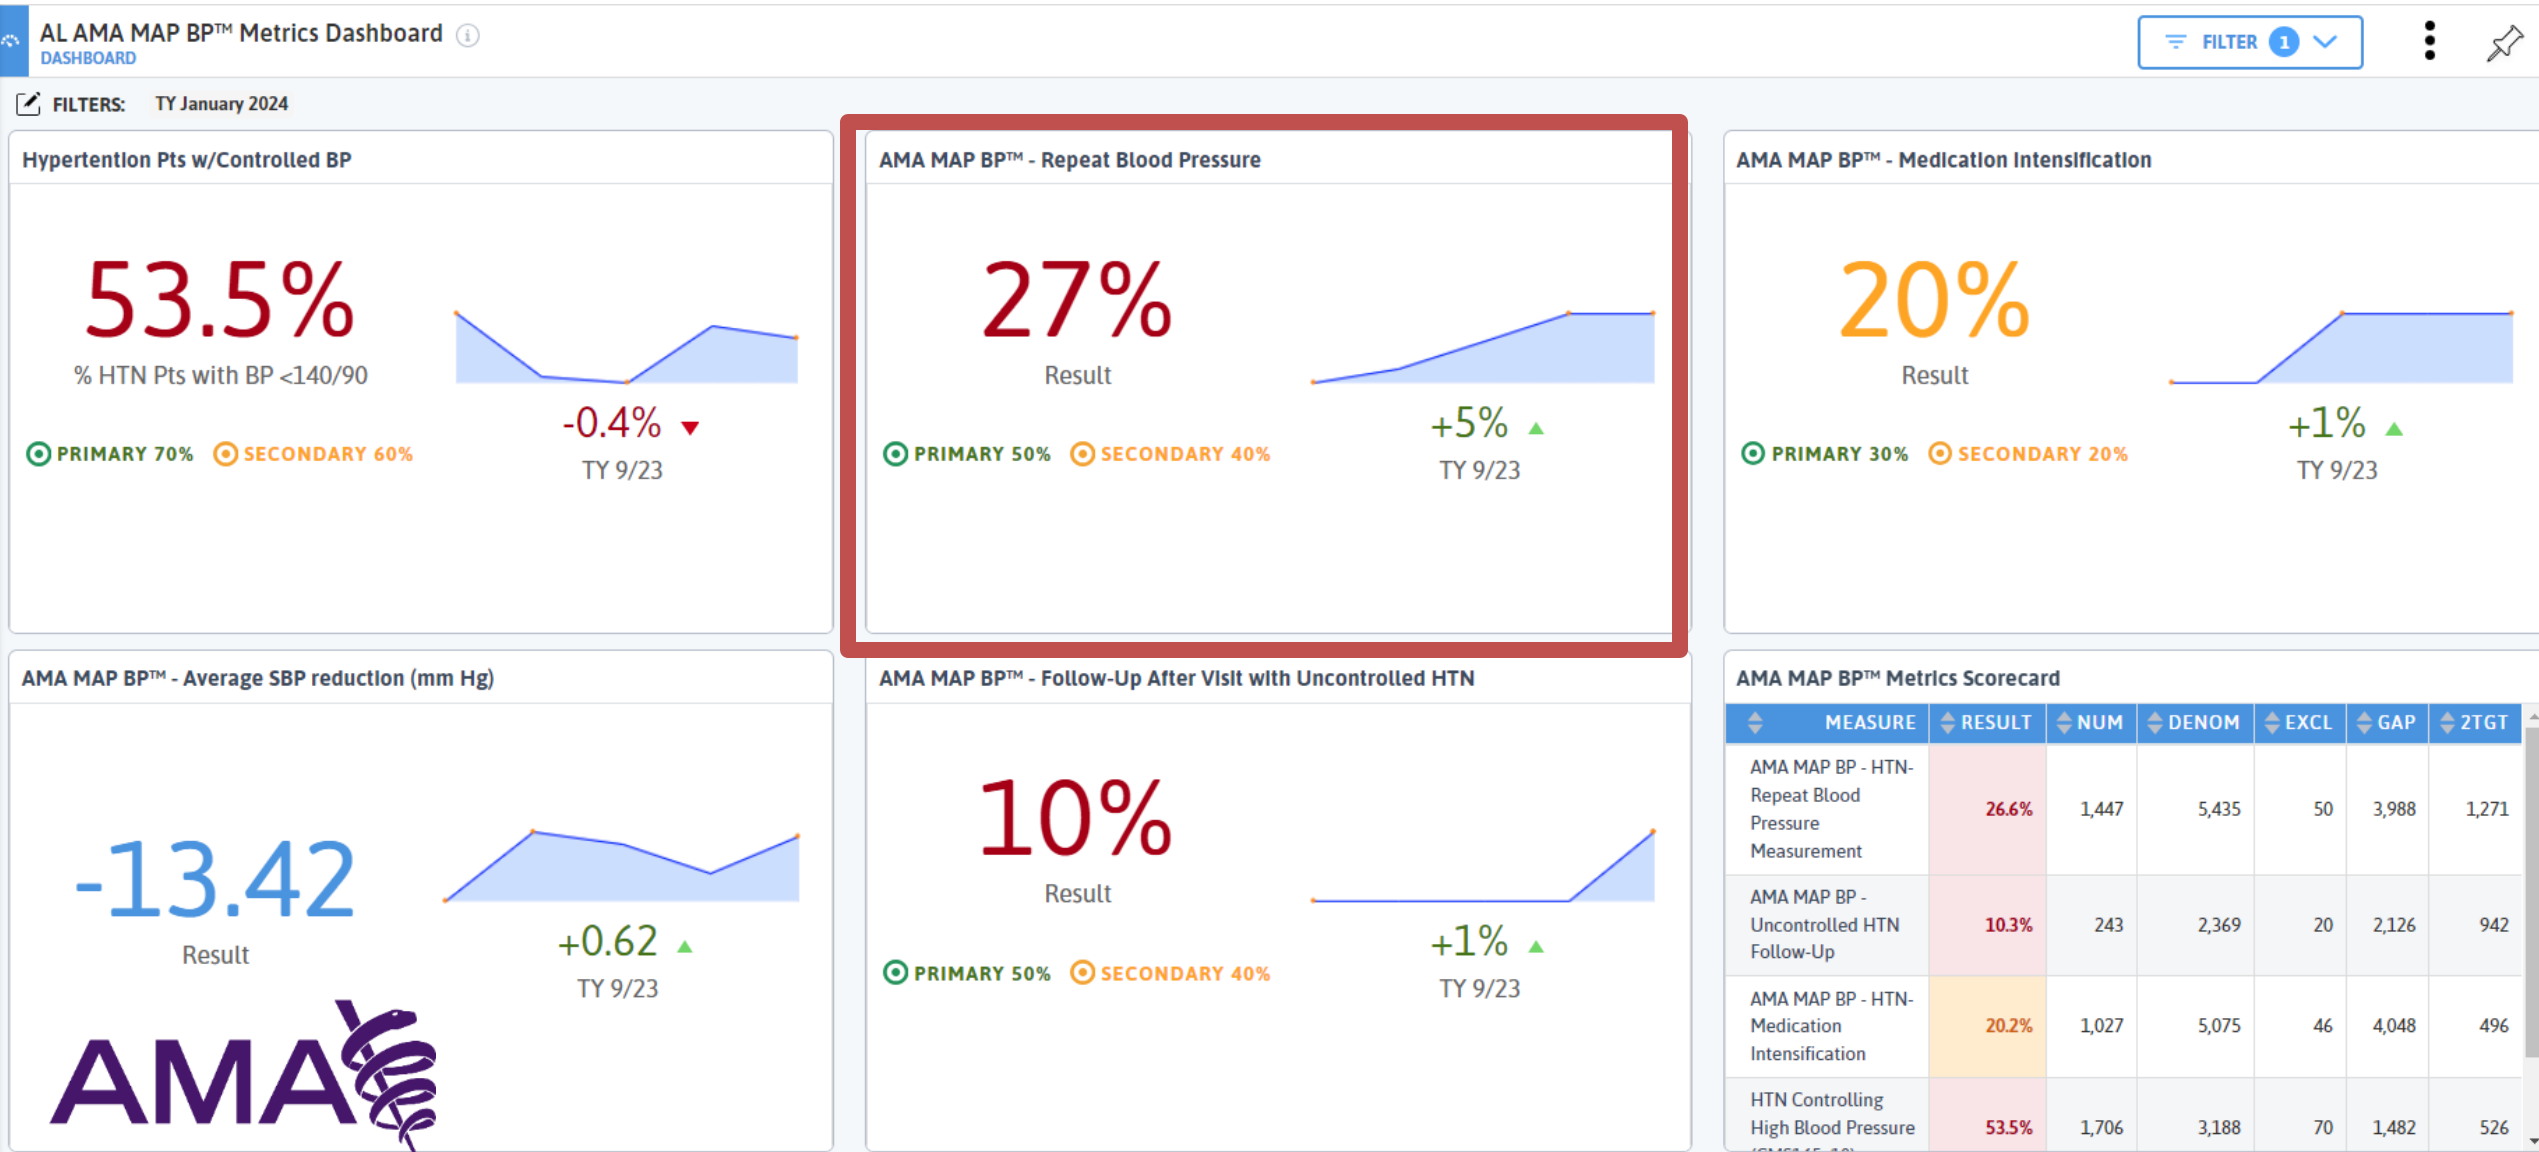 AL AMA MAP BP™ Metrics Dashboard
DASHBOARD
FILTER 1
FILTERS: TY January 2024
Hypertention Pts w/Controlled BP
53.5%
% HTN Pts with BP <140/90
PRIMARY 70% SECONDARY 60%
-0.4%
TY 9/23
AMA MAP BP™ - Repeat Blood Pressure
27%
Result
PRIMARY 50% SECONDARY 40%
+5%
TY 9/23
AMA MAP BP™ - Medication Intensification
20%
Result
PRIMARY 30% SECONDARY 20%
+1%
TY 9/23
AMA MAP BP™ - Average SBP reduction (mm Hg)
-13.42
Result
+0.62
TY 9/23
AMA
AMA MAP BP™ - Follow-Up After Visit with Uncontrolled HTN
10%
Result
PRIMARY 50% SECONDARY 40%
+1%
TY 9/23
AMA MAP BP™ Metrics Scorecard
MEASURE RESULT NUM DENOM EXCL GAP 2TGT
AMA MAP BP - HTN-
Repeat Blood
Pressure
Measurement
26.6% 1,447 5,435 50 3,988 1,271
AMA MAP BP -
Uncontrolled HTN
Follow-Up
10.3% 243 2,369 20 2,126 942
AMA MAP BP - HTN-
Medication
Intensification
20.2% 1,027 5,075 46 4,048 496
HTN Controlling
High Blood Pressure
53.5% 1,706 3,188 70 1,482 526